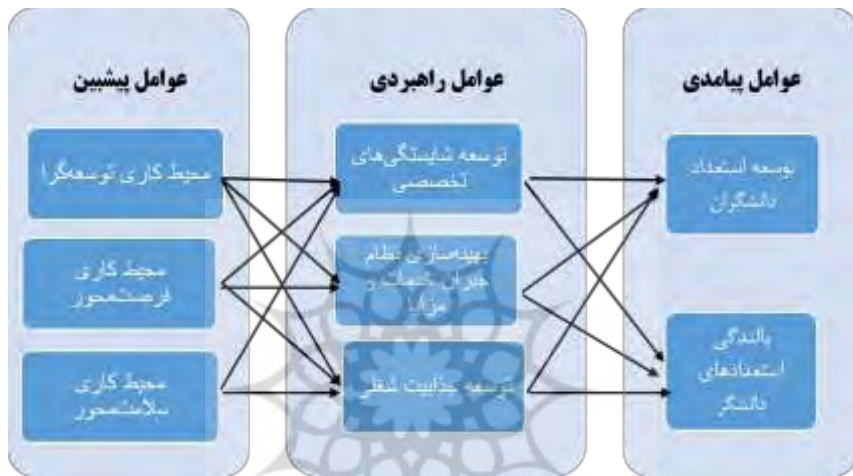 عوامل پیشبین
محیط کاری توسعه‌گرا
محیط کاری
فرصت‌محور
محیط کاری
سلامت‌محور
عوامل راهبردی
توسعه شایستگی‌های
تخصصی
بهینه‌سازی نظام
جبران خدمات و
مزایا
توسعه جذابیت شغلی
عوامل پیامدی
توسعه استعداد
دانشگران
بالندگی
استعدادهای
دانشگر